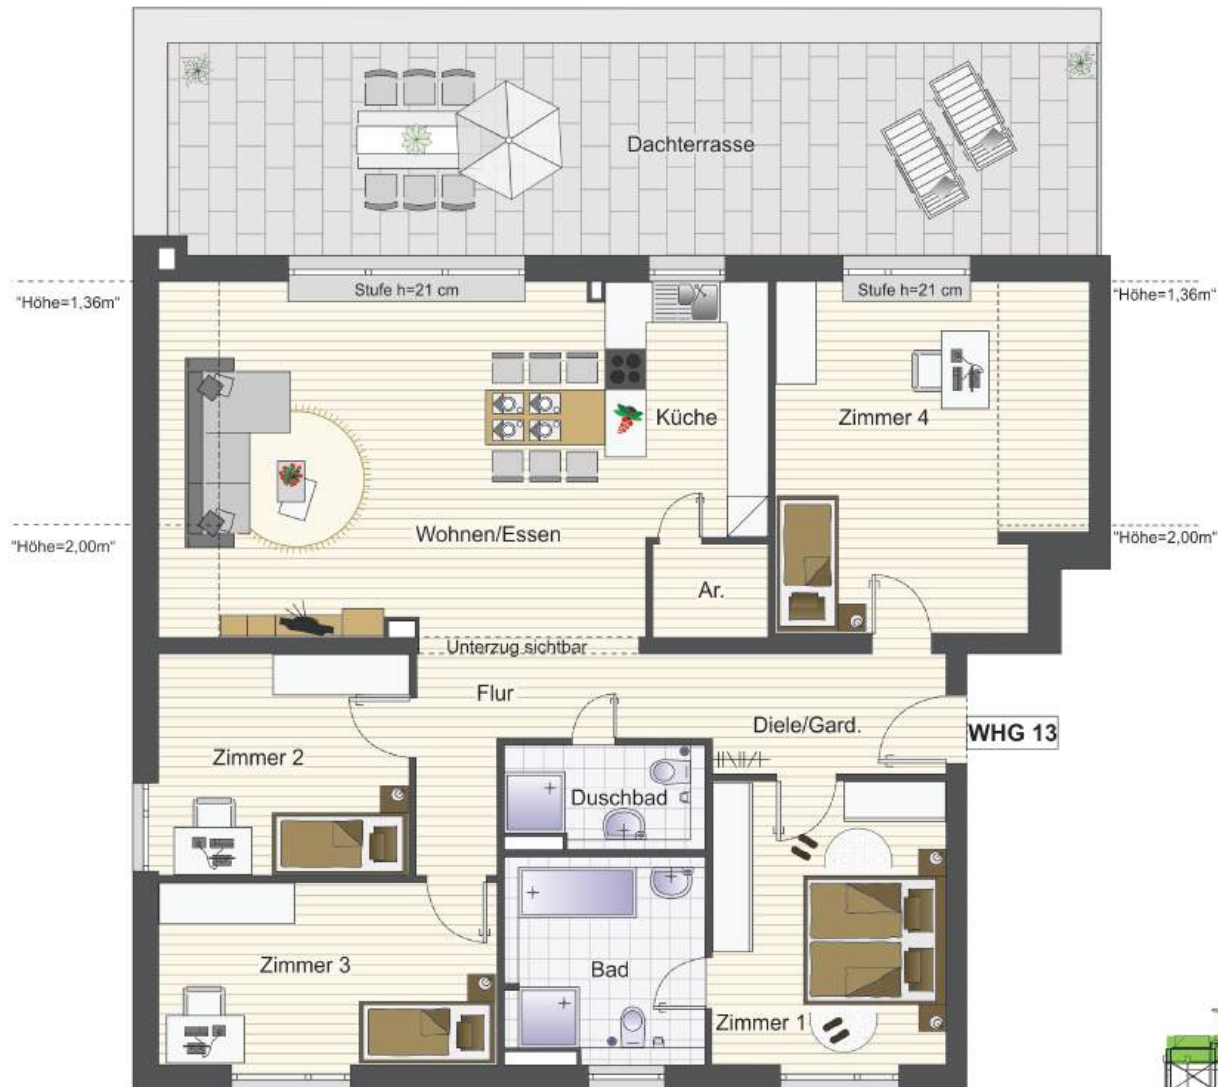 Dachterrasse
Stufe h=21 cm
Stufe h=21 cm
"Höhe=1,36m"
"Höhe=1,36m"
Küche
Zimmer 4
Wohnen/Essen
"Höhe=2,00m"
"Höhe=2,00m"
Ar.
Unterzug sichtbar
Flur
Diele/Gard.
WHG 13
Zimmer 2
Duschbad
Zimmer 3
Bad
Zimmer 1